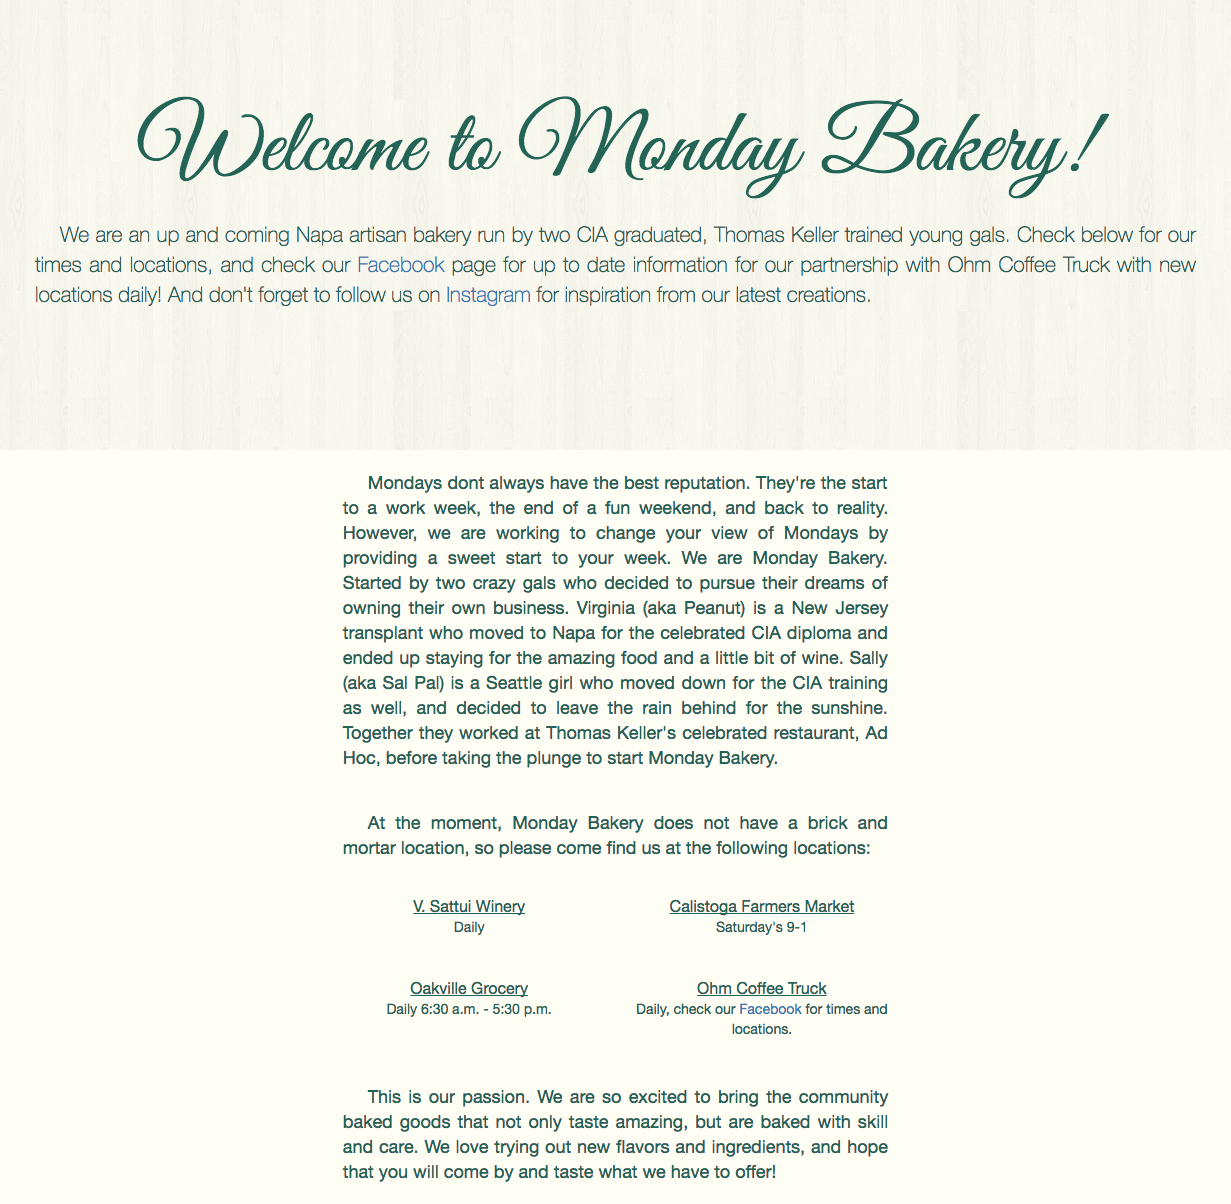 Welcome to Monday Bakery!
We are an up and coming Napa artisan bakery run by two CIA graduated, Thomas Keller trained young gals. Check below for our
times and locations, and check our Facebook page for up to date information for our partnership with Ohm Coffee Truck with new
locations daily! And don't forget to follow us on Instagram for inspiration from our latest creations.
Mondays dont always have the best reputation. They're the start
to a work week, the end of a fun weekend, and back to reality.
However, we are working to change your view of Mondays by
providing a sweet start to your week. We are Monday Bakery.
Started by two crazy gals who decided to pursue their dreams of
owning their own business. Virginia (aka Peanut) is a New Jersey
transplant who moved to Napa for the celebrated CIA diploma and
ended up staying for the amazing food and a little bit of wine. Sally
(aka Sal Pal) is a Seattle girl who moved down for the CIA training
as well, and decided to leave the rain behind for the sunshine.
Together they worked at Thomas Keller's celebrated restaurant, Ad
Hoc, before taking the plunge to start Monday Bakery.
At the moment, Monday Bakery does not have a brick and
mortar location, so please come find us at the following locations:
V. Sattui Winery
Daily
Calistoga Farmers Market
Saturday's 9-1
Oakville Grocery
Daily 6:30 a.m. - 5:30 p.m.
Ohm Coffee Truck
Daily, check our Facebook for times and
locations.
This is our passion. We are so excited to bring the community
baked goods that not only taste amazing, but are baked with skill
and care. We love trying out new flavors and ingredients, and hope
that you will come by and taste what we have to offer!